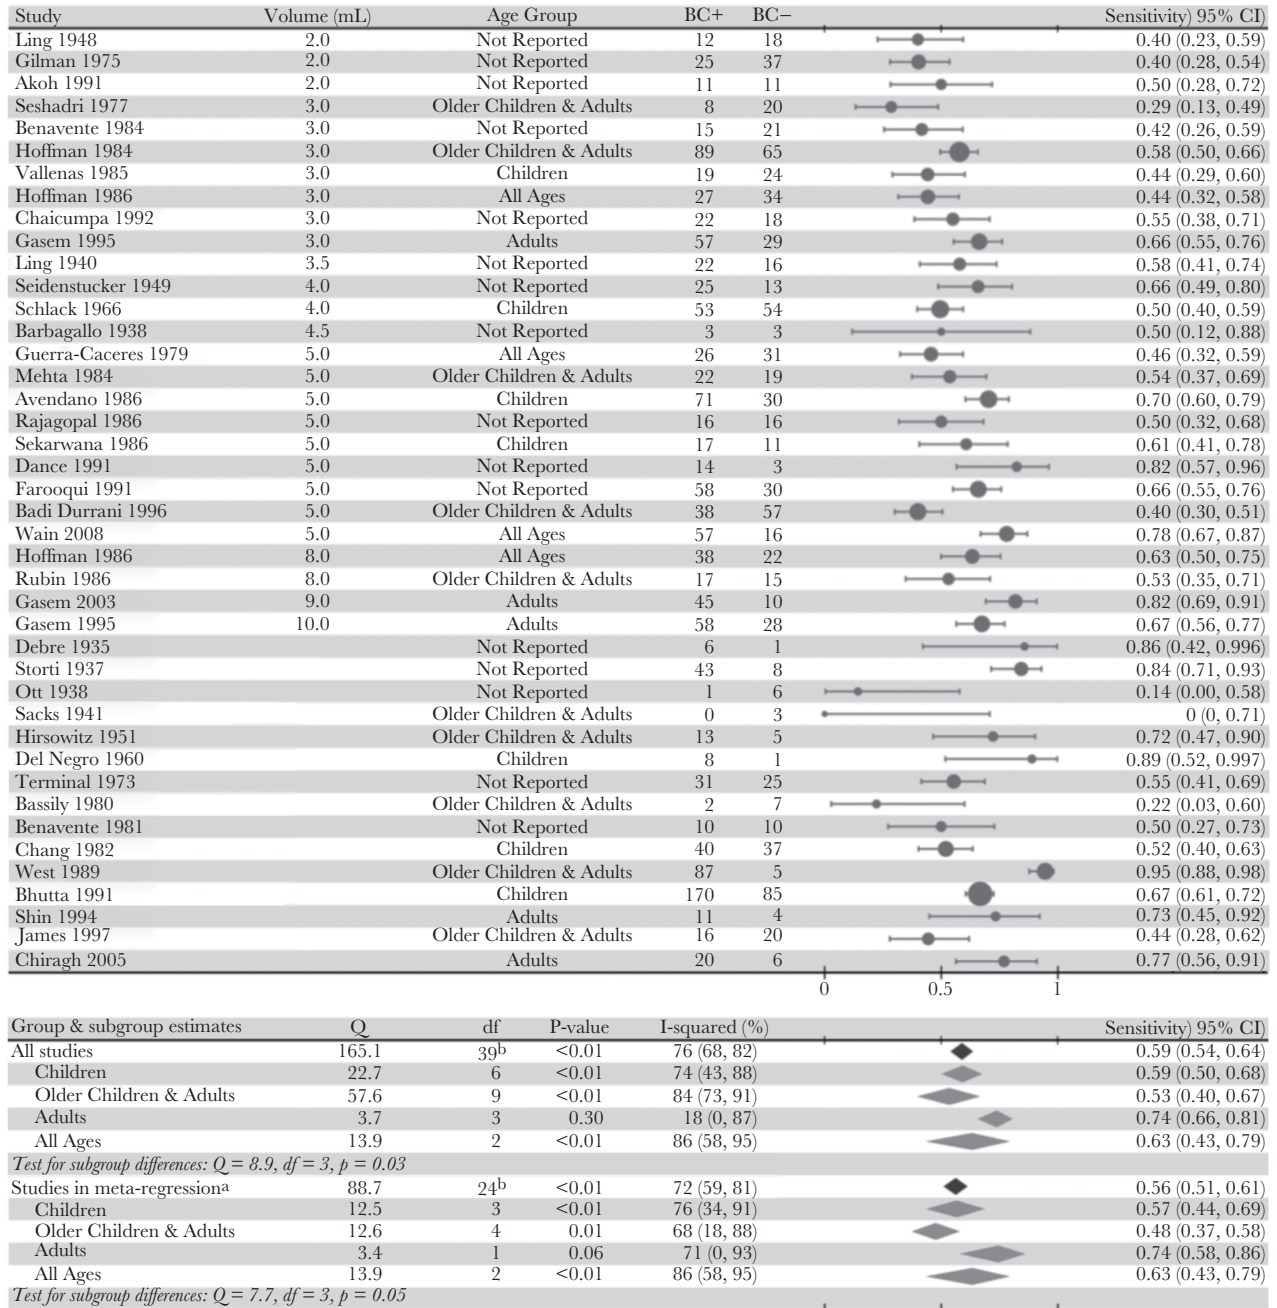 Study Volume (mL) Age Group BC+ BC− Sensitivity) 95% CI)
Ling 1948 2.0 Not Reported 12 18 0.40 (0.23, 0.59)
Gilman 1975 2.0 Not Reported 25 37 0.40 (0.28, 0.54)
Akoh 1991 2.0 Not Reported 11 11 0.50 (0.28, 0.72)
Seshadri 1977 3.0 Older Children & Adults 8 20 0.29 (0.13, 0.49)
Benavente 1984 3.0 Not Reported 15 21 0.42 (0.26, 0.59)
Hoffman 1984 3.0 Older Children & Adults 89 65 0.58 (0.50, 0.66)
Vallenas 1985 3.0 Children 19 24 0.44 (0.29, 0.60)
Hoffman 1986 3.0 All Ages 27 34 0.44 (0.32, 0.58)
Chaicumpa 1992 3.0 Not Reported 22 18 0.55 (0.38, 0.71)
Gasem 1995 3.0 Adults 57 29 0.66 (0.55, 0.76)
Ling 1940 3.5 Not Reported 22 16 0.58 (0.41, 0.74)
Seidenstucker 1949 4.0 Not Reported 25 13 0.66 (0.49, 0.80)
Schlack 1966 4.0 Children 53 54 0.50 (0.40, 0.59)
Barbagallo 1938 4.5 Not Reported 3 3 0.50 (0.12, 0.88)
Guerra-Caceres 1979 5.0 All Ages 26 31 0.46 (0.32, 0.59)
Mehta 1984 5.0 Older Children & Adults 22 19 0.54 (0.37, 0.69)
Avendano 1986 5.0 Children 71 30 0.70 (0.60, 0.79)
Rajagopal 1986 5.0 Not Reported 16 16 0.50 (0.32, 0.68)
Sekarwana 1986 5.0 Children 17 11 0.61 (0.41, 0.78)
Dance 1991 5.0 Not Reported 14 3 0.82 (0.57, 0.96)
Farooqui 1991 5.0 Not Reported 58 30 0.66 (0.55, 0.76)
Badi Durrani 1996 5.0 Older Children & Adults 38 57 0.40 (0.30, 0.51)
Wain 2008 5.0 All Ages 57 16 0.78 (0.67, 0.87)
Hoffman 1986 8.0 All Ages 38 22 0.63 (0.50, 0.75)
Rubin 1986 8.0 Older Children & Adults 17 15 0.53 (0.35, 0.71)
Gasem 2003 9.0 Adults 45 10 0.82 (0.69, 0.91)
Gasem 1995 10.0 Adults 58 28 0.67 (0.56, 0.77)
Debre 1935 Not Reported 6 1 0.86 (0.42, 0.996)
Storti 1937 Not Reported 43 8 0.84 (0.71, 0.93)
Ott 1938 Not Reported 1 6 0.14 (0.00, 0.58)
Sacks 1941 Older Children & Adults 0 3 0 (0, 0.71)
Hirsowitz 1951 Older Children & Adults 13 5 0.72 (0.47, 0.90)
Del Negro 1960 Children 8 1 0.89 (0.52, 0.997)
Terminal 1973 Not Reported 31 25 0.55 (0.41, 0.69)
Bassily 1980 Older Children & Adults 2 7 0.22 (0.03, 0.60)
Benavente 1981 Not Reported 10 10 0.50 (0.27, 0.73)
Chang 1982 Children 40 37 0.52 (0.40, 0.63)
West 1989 Older Children & Adults 87 5 0.95 (0.88, 0.98)
Bhutta 1991 Children 170 85 0.67 (0.61, 0.72)
Shin 1994 Adults 11 4 0.73 (0.45, 0.92)
James 1997 Older Children & Adults 16 20 0.44 (0.28, 0.62)
Chiragh 2005 Adults 20 6 0.77 (0.56, 0.91)
0 0.5 1
Group & subgroup estimates Q df P-value I-squared (%) Sensitivity) 95% CI)
All studies 165.1 39b <0.01 76 (68, 82) 0.59 (0.54, 0.64)
Children 22.7 6 <0.01 74 (43, 88) 0.59 (0.50, 0.68)
Older Children & Adults 57.6 9 <0.01 84 (73, 91) 0.53 (0.40, 0.67)
Adults 3.7 3 0.30 18 (0, 87) 0.74 (0.66, 0.81)
All Ages 13.9 2 <0.01 86 (58, 95) 0.63 (0.43, 0.79)
Test for subgroup differences: Q = 8.9, df = 3, p = 0.03
Studies in meta-regressiona 88.7 24b <0.01 72 (59, 81) 0.56 (0.51, 0.61)
Children 12.5 3 <0.01 76 (34, 91) 0.57 (0.44, 0.69)
Older Children & Adults 12.6 4 0.01 68 (18, 88) 0.48 (0.37, 0.58)
Adults 3.4 1 0.06 71 (0, 93) 0.74 (0.58, 0.86)
All Ages 13.9 2 <0.01 86 (58, 95) 0.63 (0.43, 0.79)
Test for subgroup differences: Q = 7.7, df = 3, p = 0.05